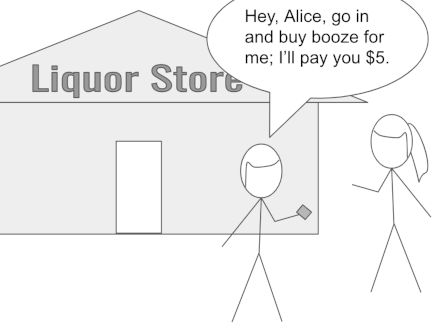 Hey, Alice, go in
and buy booze for
me; I'll pay you $5.
Liquor Store